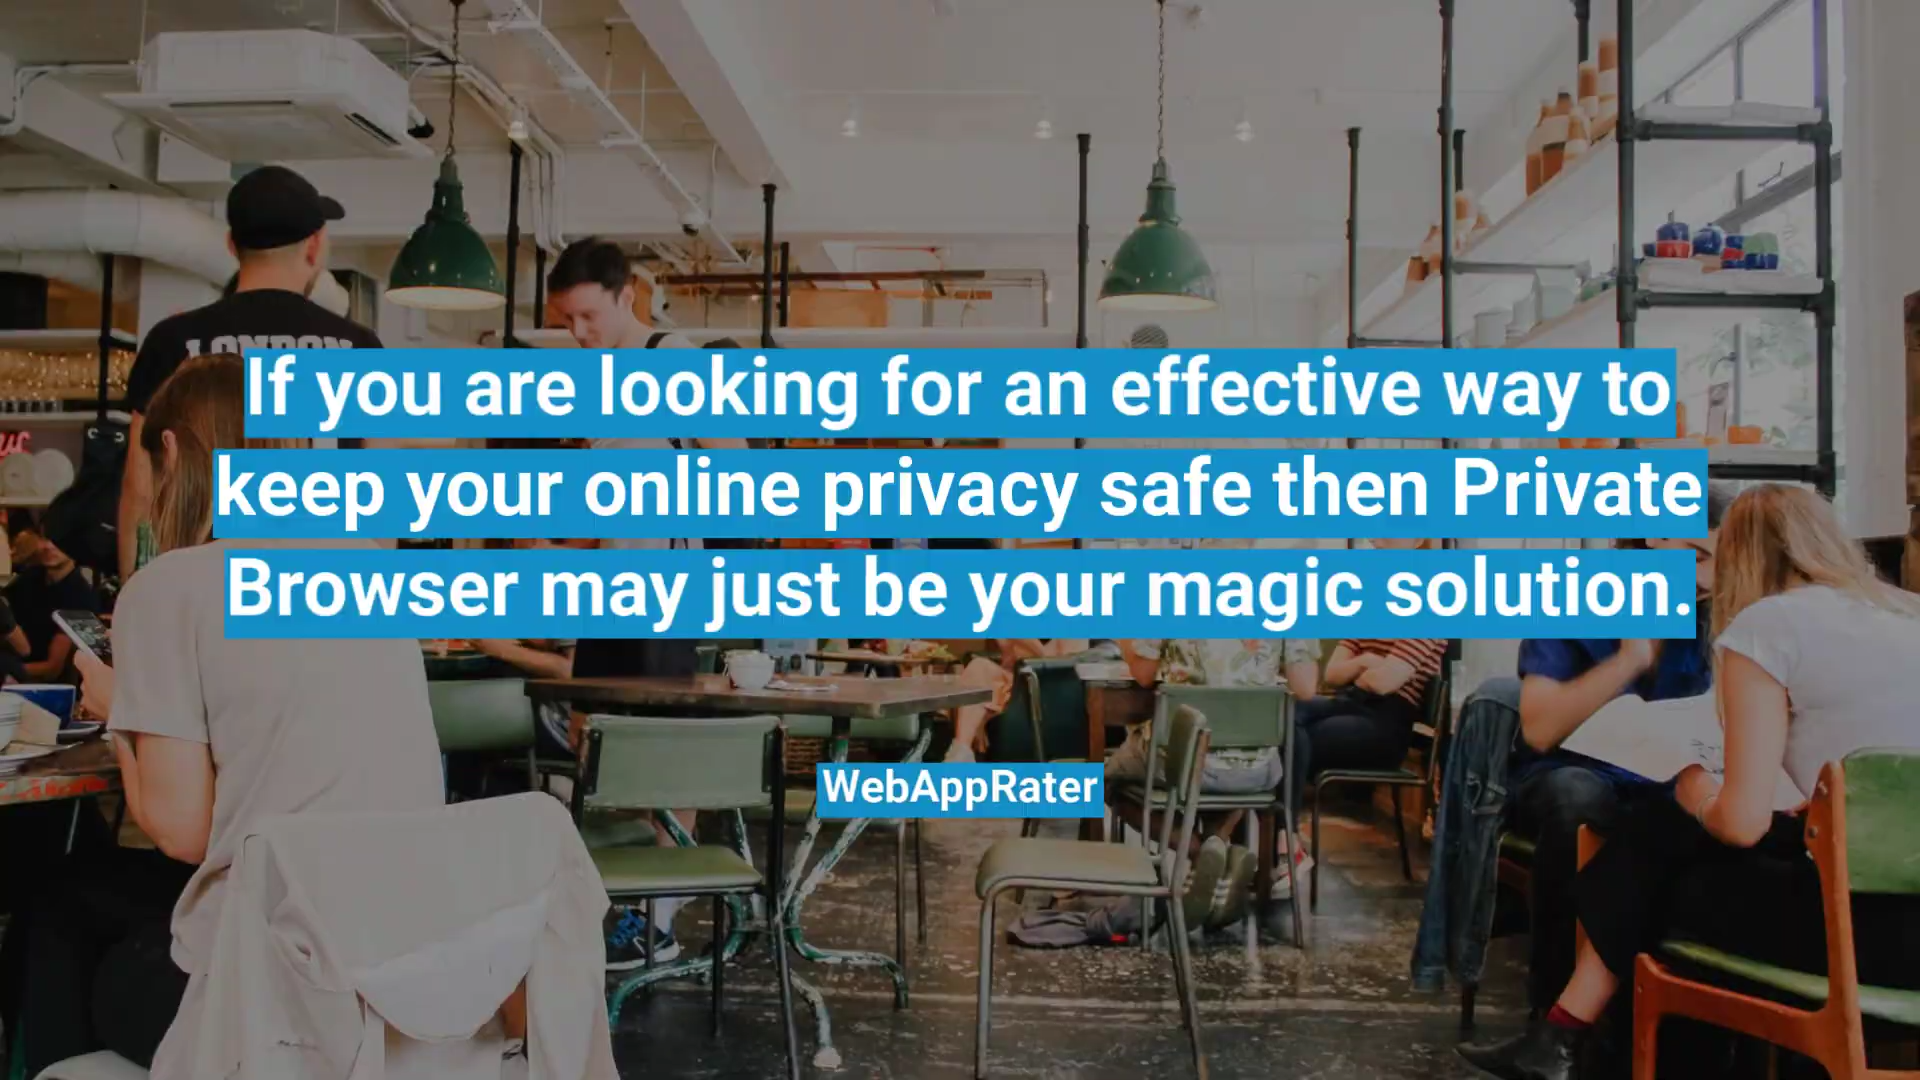 LONDON
If you are looking for an effective way to
keep your online privacy safe then Private
Browser may just be your magic solution.
WebAppRater